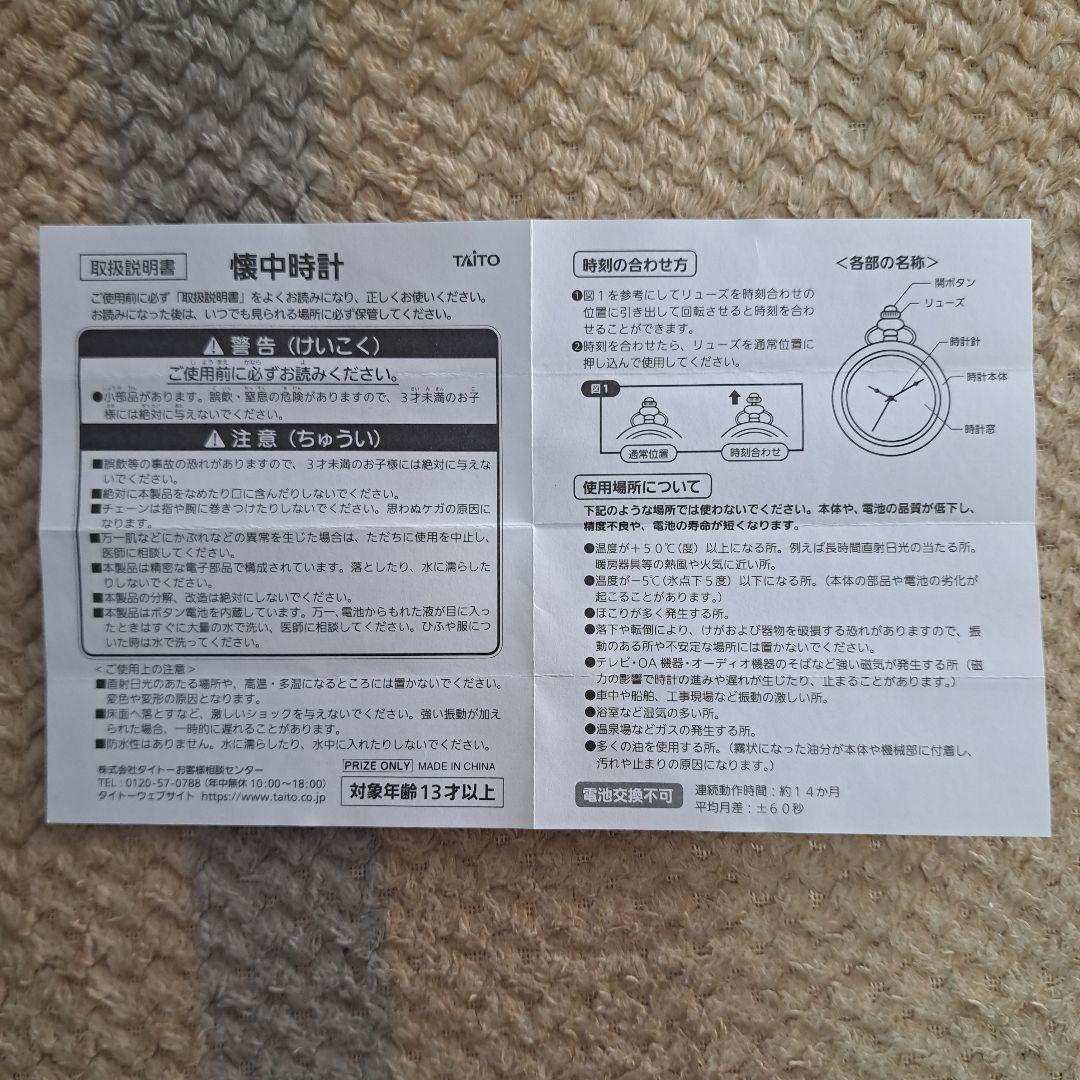 取扱説明書 懐中時計 TAITO
ご使用前に必ず「取扱説明書」をよくお読みになり、正しくお使いください。
お読みになった後は、いつでも見られる場所に必ず保管してください。
警告（けいこく）
ご使用前に必ずお読みください。
●小部品があります。誤飲・窒息の危険がありますので、３才未満のお子
様には絶対に与えないでください。
注意（ちゅうい）
■誤飲等の事故の恐れがありますので、３才未満のお子様には絶対に与えな
いでください。
■絶対に本製品をなめたり口に含んだりしないでください。
■チェーンは指や腕に巻きつけたりしないでください。思わぬケガの原因に
なります。
■万一肌などにかぶれなどの異常を生じた場合は、ただちに使用を中止し、
医師に相談してください。
■本製品は精密な電子部品で構成されています。落としたり、水に濡らした
りしないでください。
■本製品の分解、改造は絶対にしないでください。
■本製品はボタン電池を内蔵しています。万一、電池からもれた液が目に入っ
たときはすぐに大量の水で洗い、医師に相談してください。ひふや服につ
いた時は水で洗ってください。
＜ご使用上の注意＞
■直射日光のあたる場所や、高温・多湿になるところには置かないでください。
変色や変形の原因となります。
■床面へ落とすなど、激しいショックを与えないでください。強い振動が加え
られた場合、一時的に遅れることがあります。
■防水性はありません。水に濡らしたり、水中に入れたりしないでください。
株式会社タイトーお客様相談センター
TEL：0120-57-0788（年中無休 10:00～18:00）
タイトーウェブサイト https://www.taito.co.jp
PRIZE ONLY MADE IN CHINA
対象年齢13才以上
時刻の合わせ方
❶図１を参考にしてリューズを時刻合わせの
位置に引き出して回転させると時刻を合わ
せることができます。
❷時刻を合わせたら、リューズを通常位置に
押し込んで使用してください。
図1
通常位置
時刻合わせ
＜各部の名称＞
開ボタン
リューズ
時計針
時計本体
時計窓
使用場所について
下記のような場所では使わないでください。本体や、電池の品質が低下し、
精度不良や、電池の寿命が短くなります。
●温度が＋５０℃（度）以上になる所。例えば長時間直射日光の当たる所。
暖房器具等の熱風や火気に近い所。
●温度が－5℃（氷点下５度）以下になる所。（本体の部品や電池の劣化が
起こることがあります。）
●ほこりが多く発生する所。
●落下や転倒により、けがおよび器物を破損する恐れがありますので、振
動のある所や不安定な場所には置かないでください。
●テレビ・OA 機器・オーディオ機器のそばなど強い磁気が発生する所（磁
力の影響で時計の進みや遅れが生じたり、止まることがあります。）
●車中や船舶、工事現場など振動の激しい所。
●浴室など湿気の多い所。
●温泉場などガスの発生する所。
●多くの油を使用する所。（霧状になった油分が本体や機械部に付着し、
汚れや止まりの原因になります。）
電池交換不可
連続動作時間：約１４か月
平均月差：±６０秒